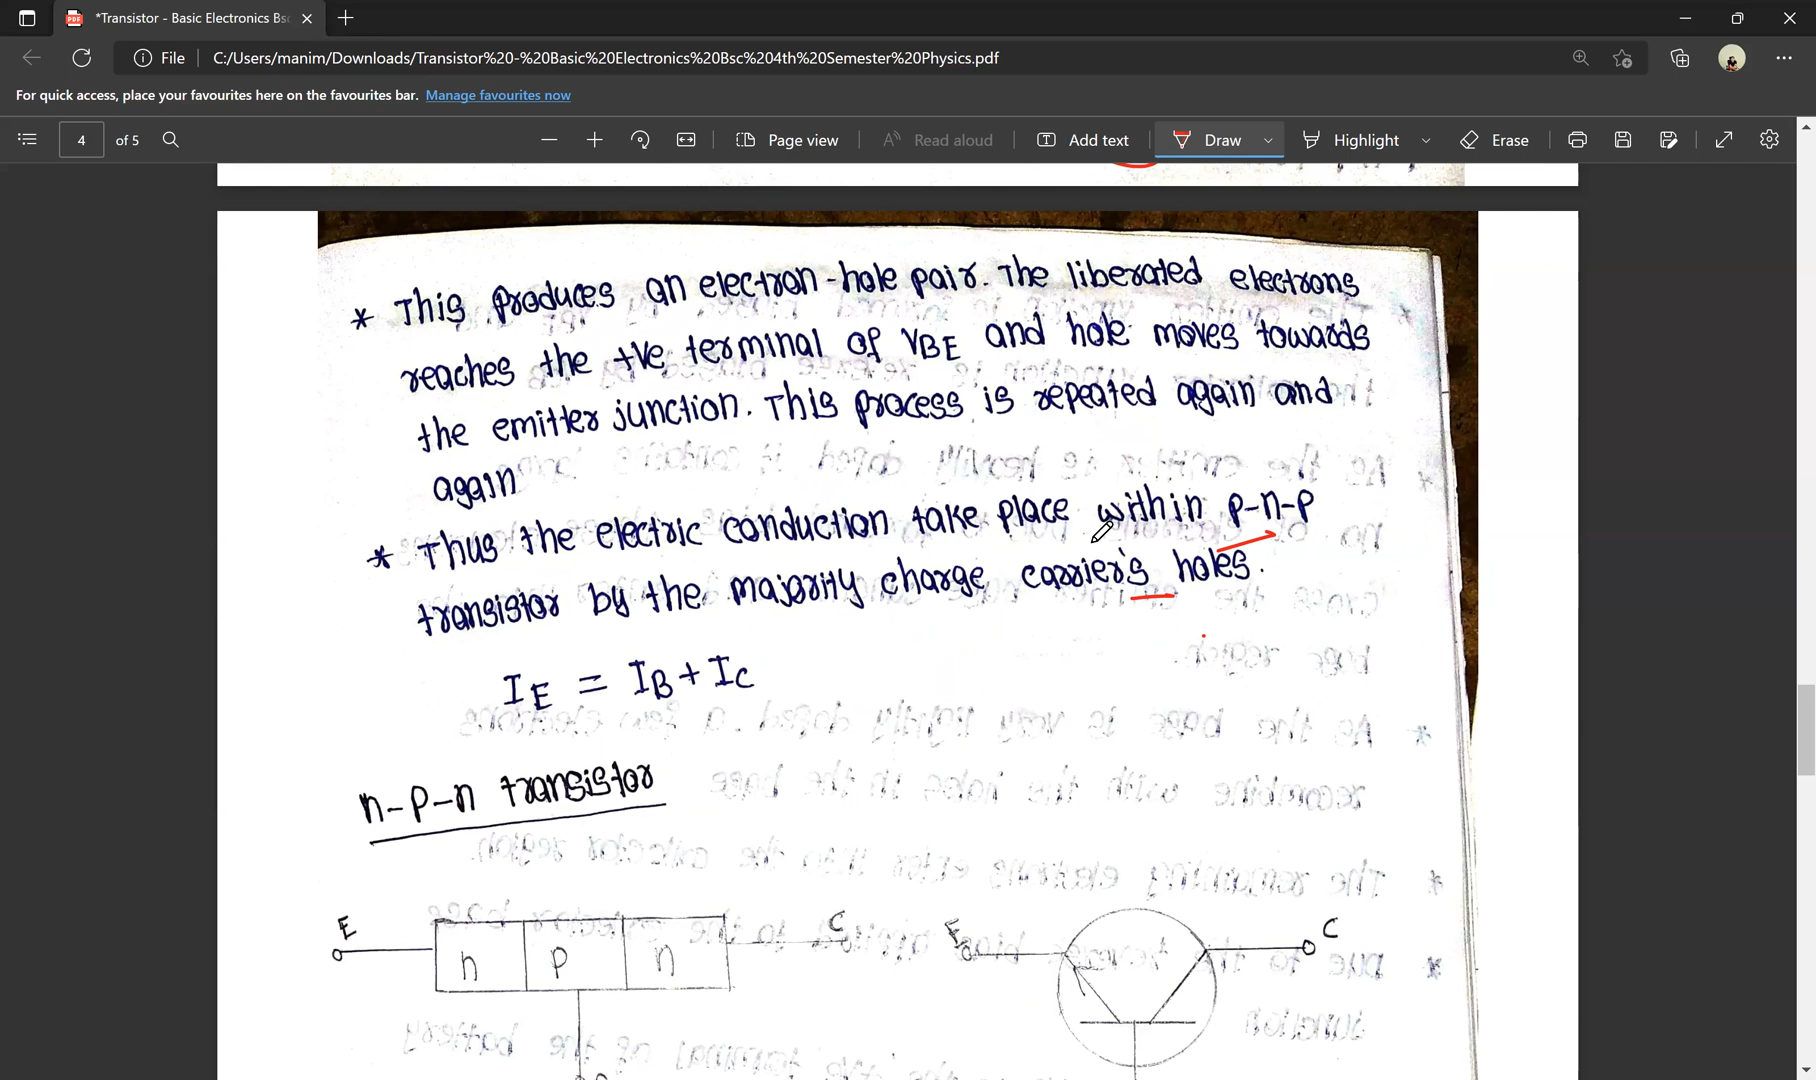 *Transistor - Basic Electronics Bsc
File C:/Users/manim/Downloads/Transistor%20-%20Basic%20Electronics%20Bsc%204th%20Semester%20Physics.pdf
For quick access, place your favourites here on the favourites bar. Manage favourites now
4 of 5 Page view Read aloud Add text Draw Highlight Erase
* This produces an electron-hole pair. The liberated electrons
reaches the +ve terminal of VBE and hole moves towards
the emitter junction. This process is repeated again and
again
* Thus the electric conduction take place within p-n-p
transistor by the majority charge carrier's holes.
IE = IB + IC
n-p-n transistor
E n p n C E C